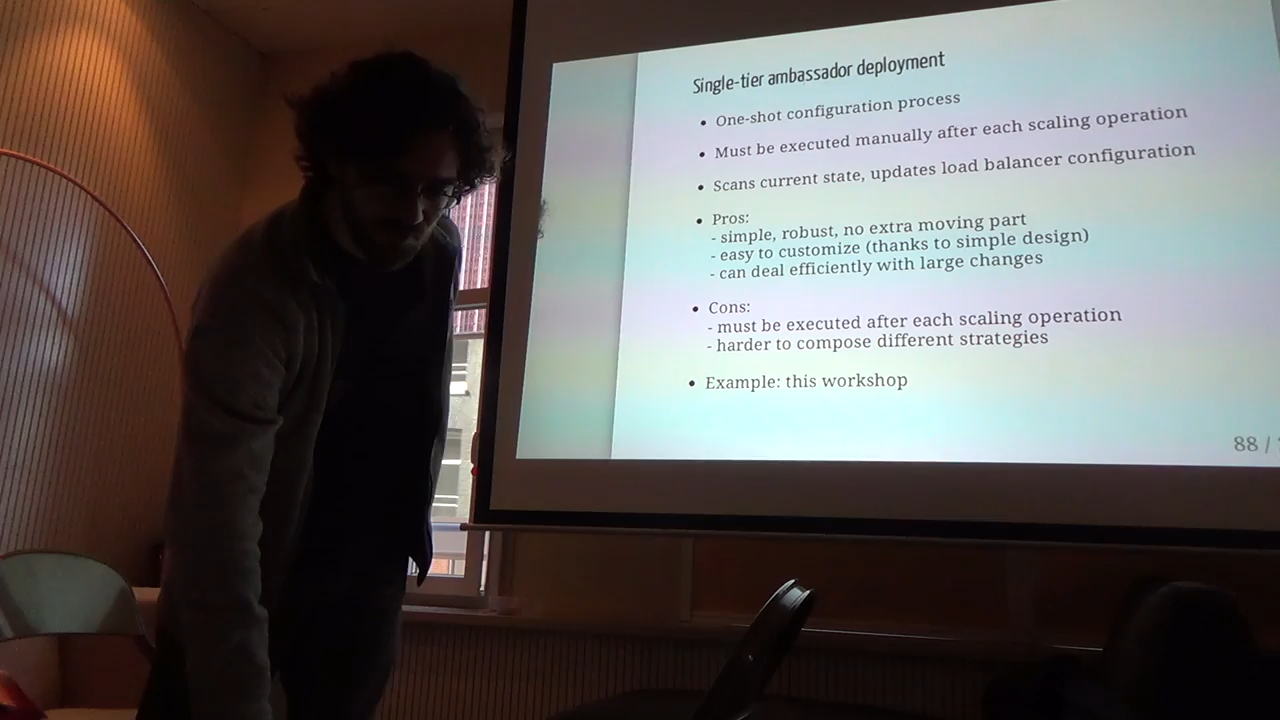 Single-tier ambassador deployment
• One-shot configuration process
• Must be executed manually after each scaling operation
• Scans current state, updates load balancer configuration
• Pros:
- simple, robust, no extra moving part
- easy to customize (thanks to simple design)
- can deal efficiently with large changes
• Cons:
- must be executed after each scaling operation
- harder to compose different strategies
• Example: this workshop
88 /